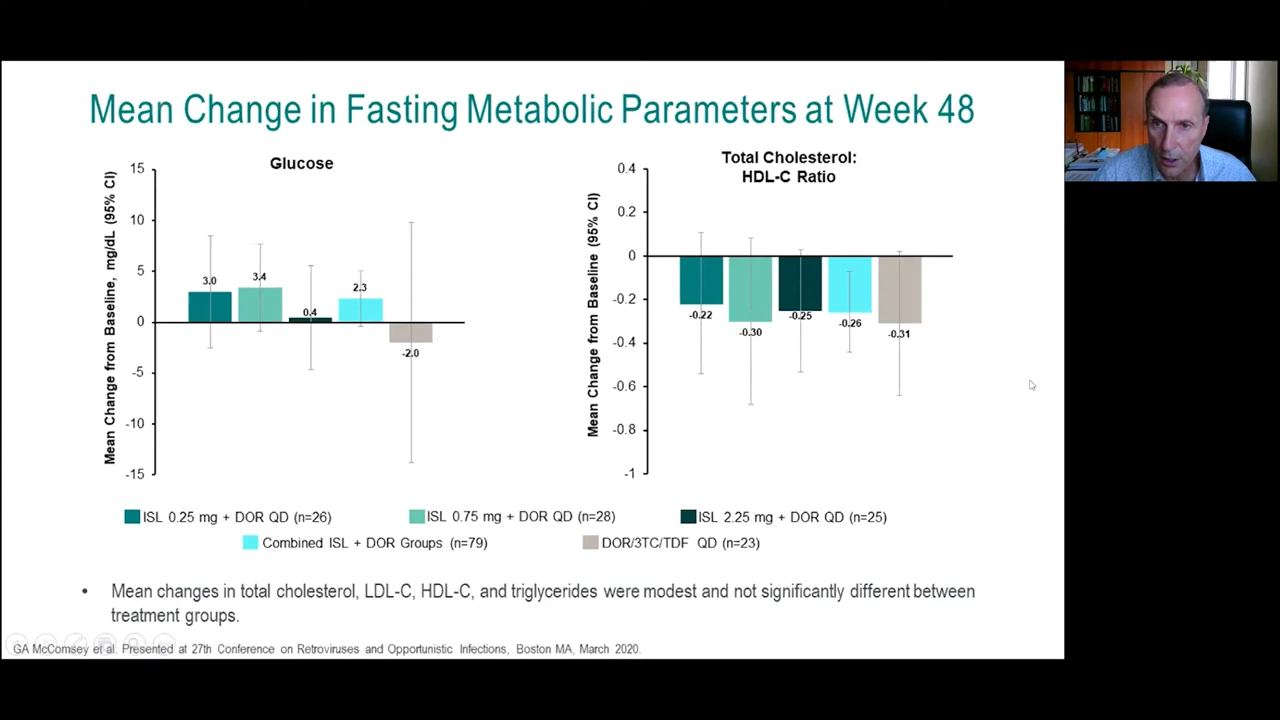 Mean Change in Fasting Metabolic Parameters at Week 48
Glucose
Mean Change from Baseline, mg/dL (95% CI)
15
10
5
0
-5
-10
-15
3.0
3.4
0.4
2.3
-2.0
Total Cholesterol:
HDL-C Ratio
Mean Change from Baseline (95% CI)
0.4
0.2
0
-0.2
-0.4
-0.6
-0.8
-1
-0.22
-0.30
-0.25
-0.26
-0.31
ISL 0.25 mg + DOR QD (n=26)
ISL 0.75 mg + DOR QD (n=28)
ISL 2.25 mg + DOR QD (n=25)
Combined ISL + DOR Groups (n=79)
DOR/3TC/TDF QD (n=23)
• Mean changes in total cholesterol, LDL-C, HDL-C, and triglycerides were modest and not significantly different between
treatment groups.
GA McComsey et al. Presented at 27th Conference on Retroviruses and Opportunistic Infections, Boston MA, March 2020.